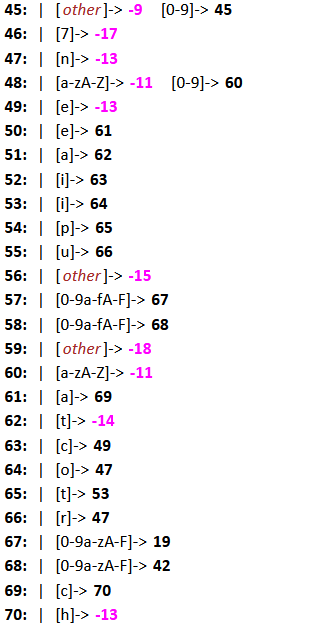 45: | [other]-> -9 [0-9]-> 45
46: | [7]-> -17
47: | [n]-> -13
48: | [a-zA-Z]-> -11 [0-9]-> 60
49: | [e]-> -13
50: | [e]-> 61
51: | [a]-> 62
52: | [i]-> 63
53: | [i]-> 64
54: | [p]-> 65
55: | [u]-> 66
56: | [other]-> -15
57: | [0-9a-fA-F]-> 67
58: | [0-9a-fA-F]-> 68
59: | [other]-> -18
60: | [a-zA-Z]-> -11
61: | [a]-> 69
62: | [t]-> -14
63: | [c]-> 49
64: | [o]-> 47
65: | [t]-> 53
66: | [r]-> 47
67: | [0-9a-zA-F]-> 19
68: | [0-9a-zA-F]-> 42
69: | [c]-> 70
70: | [h]-> -13